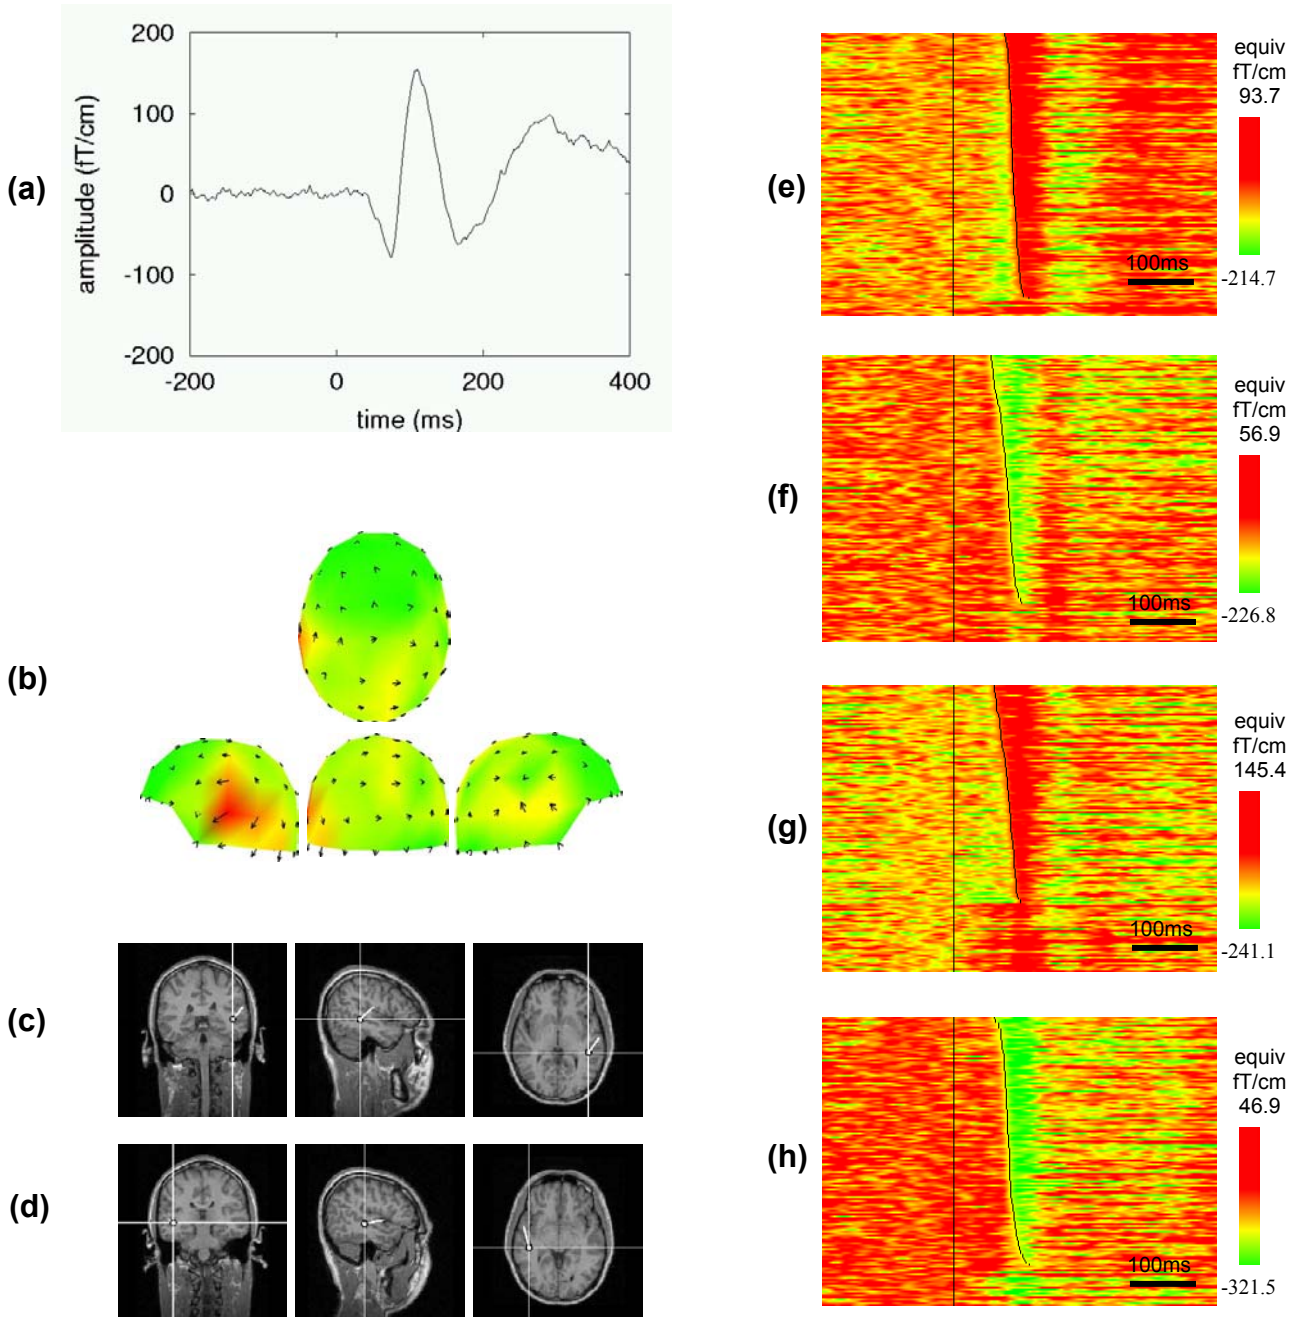 (a)
200
100
0
-100
-200
amplitude (fT/cm)
-200 0 200 400
time (ms)
(b)
(c)
(d)
(e)
equiv
fT/cm
93.7
100ms
-214.7
(f)
equiv
fT/cm
56.9
100ms
-226.8
(g)
equiv
fT/cm
145.4
100ms
-241.1
(h)
equiv
fT/cm
46.9
100ms
-321.5